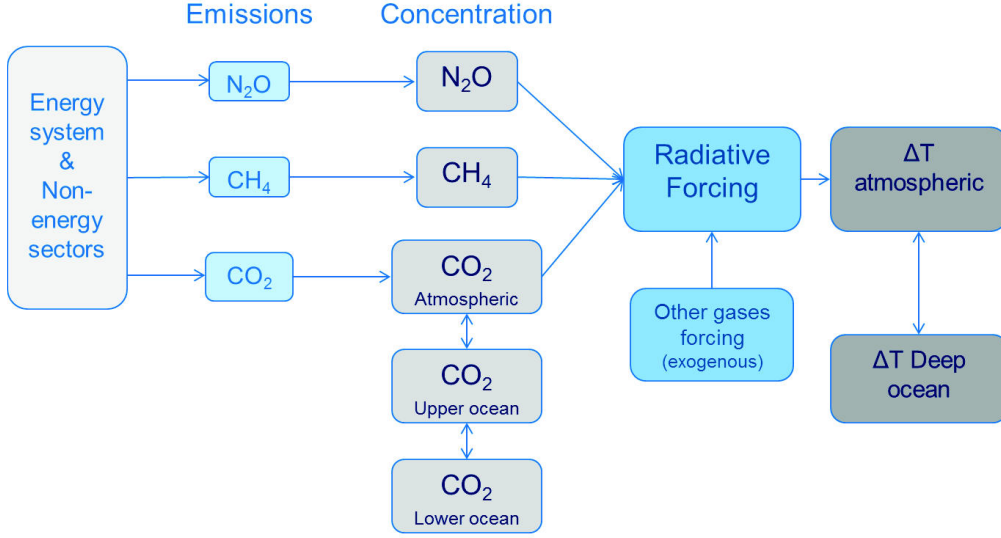 Emissions
Concentration
Energy
system
&
Non-
energy
sectors
N₂O
CH₄
CO₂
N₂O
CH₄
CO₂
Atmospheric
CO₂
Upper ocean
CO₂
Lower ocean
Radiative
Forcing
Other gases
forcing
(exogenous)
ΔT
atmospheric
ΔT Deep
ocean